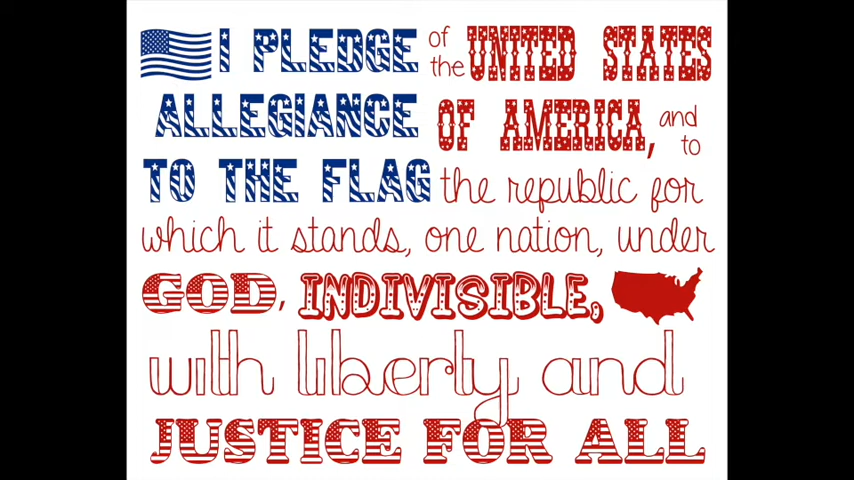 I PLEDGE
ALLEGIANCE
TO THE FLAG
of the UNITED STATES
OF AMERICA, and to
the republic for
which it stands, one nation, under
GOD, INDIVISIBLE,
with liberty and
JUSTICE FOR ALL